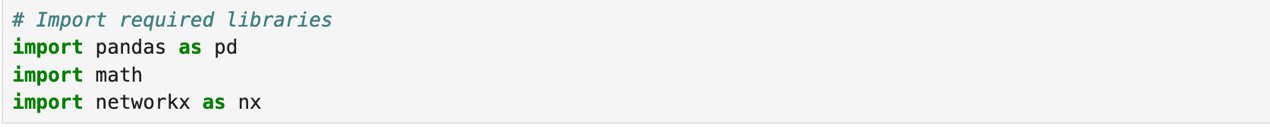 # Import required libraries
import pandas as pd
import math
import networkx as nx